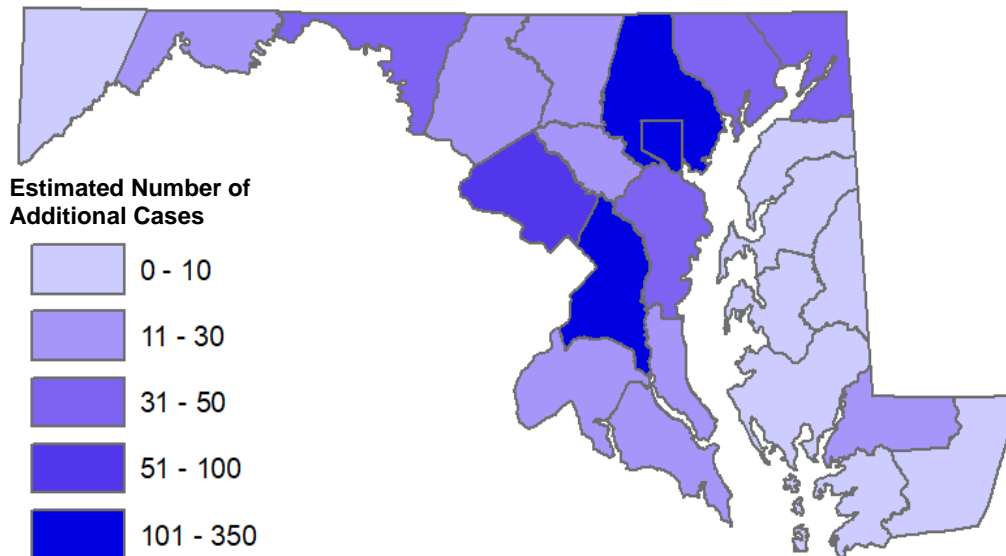 Estimated Number of
Additional Cases
0 - 10
11 - 30
31 - 50
51 - 100
101 - 350